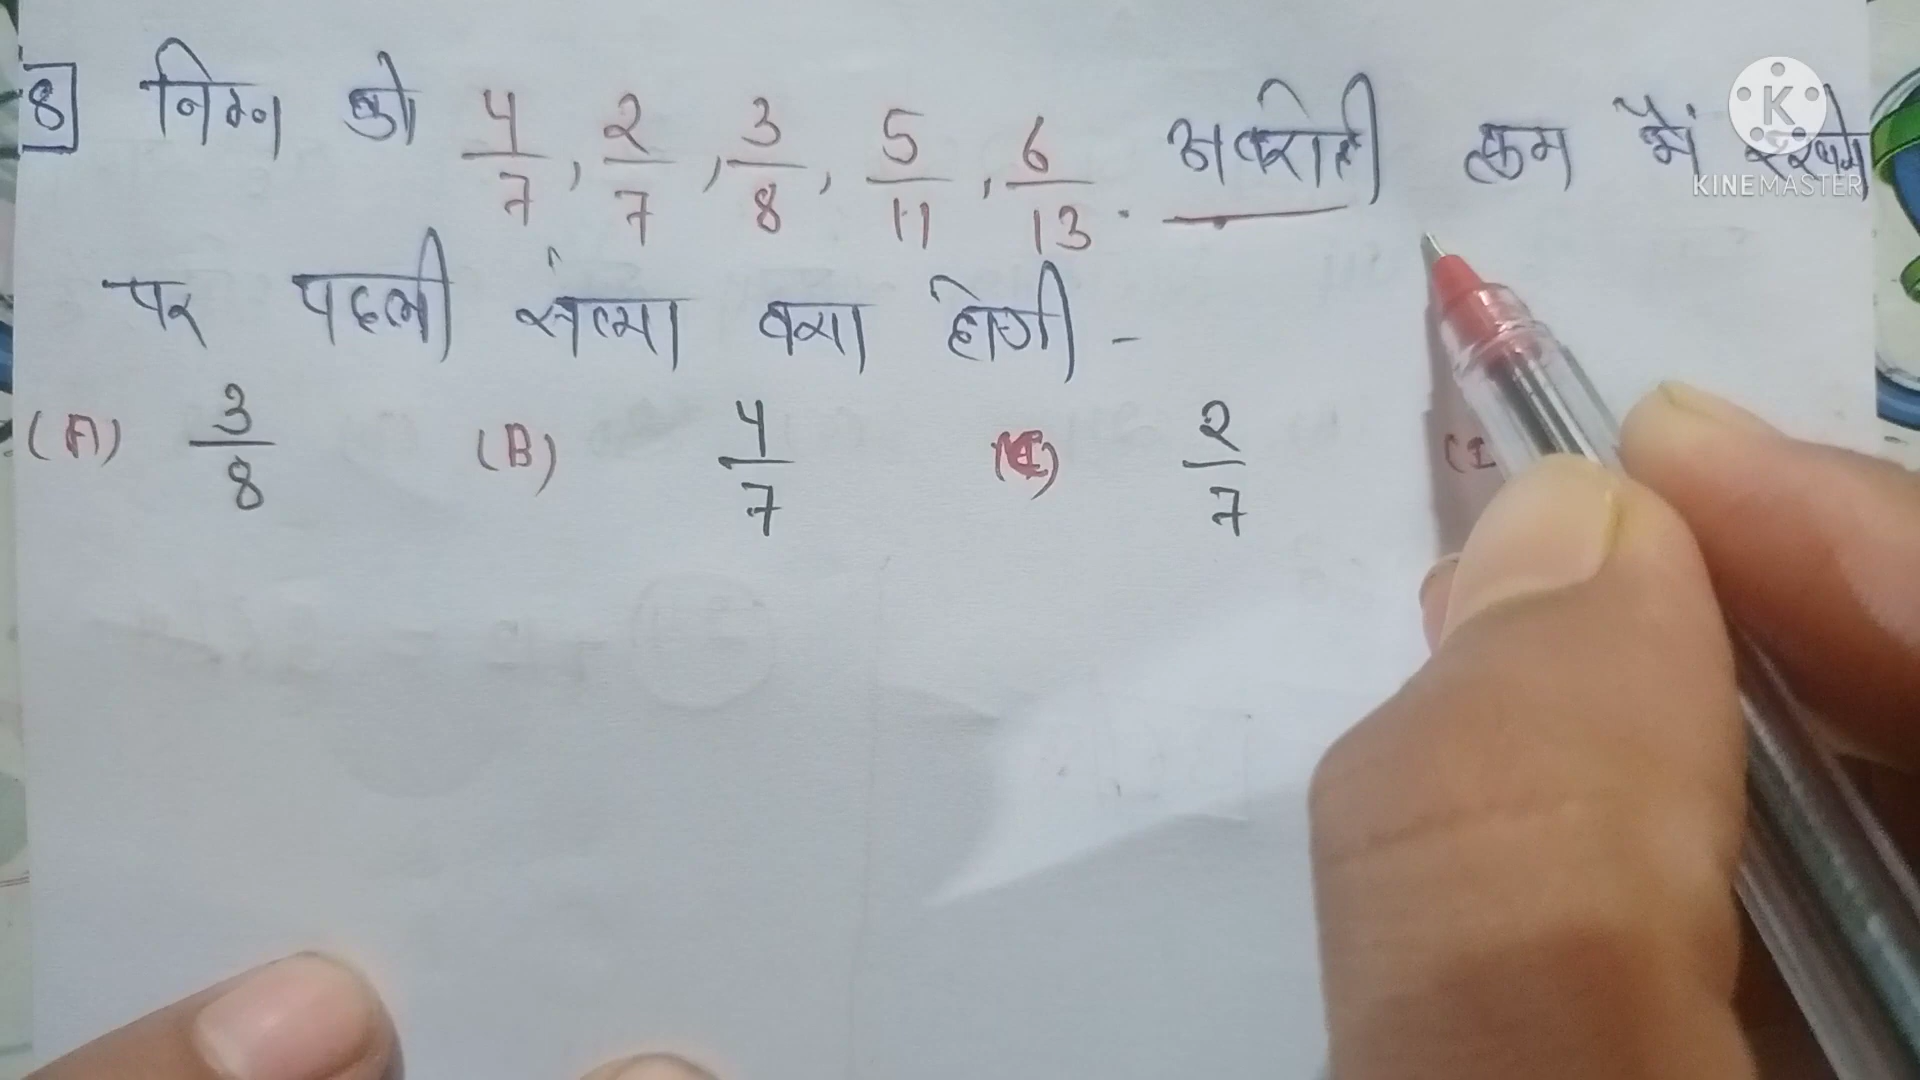 8 निम्न को 4/7, 2/7, 3/8, 5/11, 6/13. अवरोही क्रम में रखने
पर पहली संख्या क्या होगी -
(A) 3/8 (B) 4/7 (C) 2/7
K
KINEMASTER